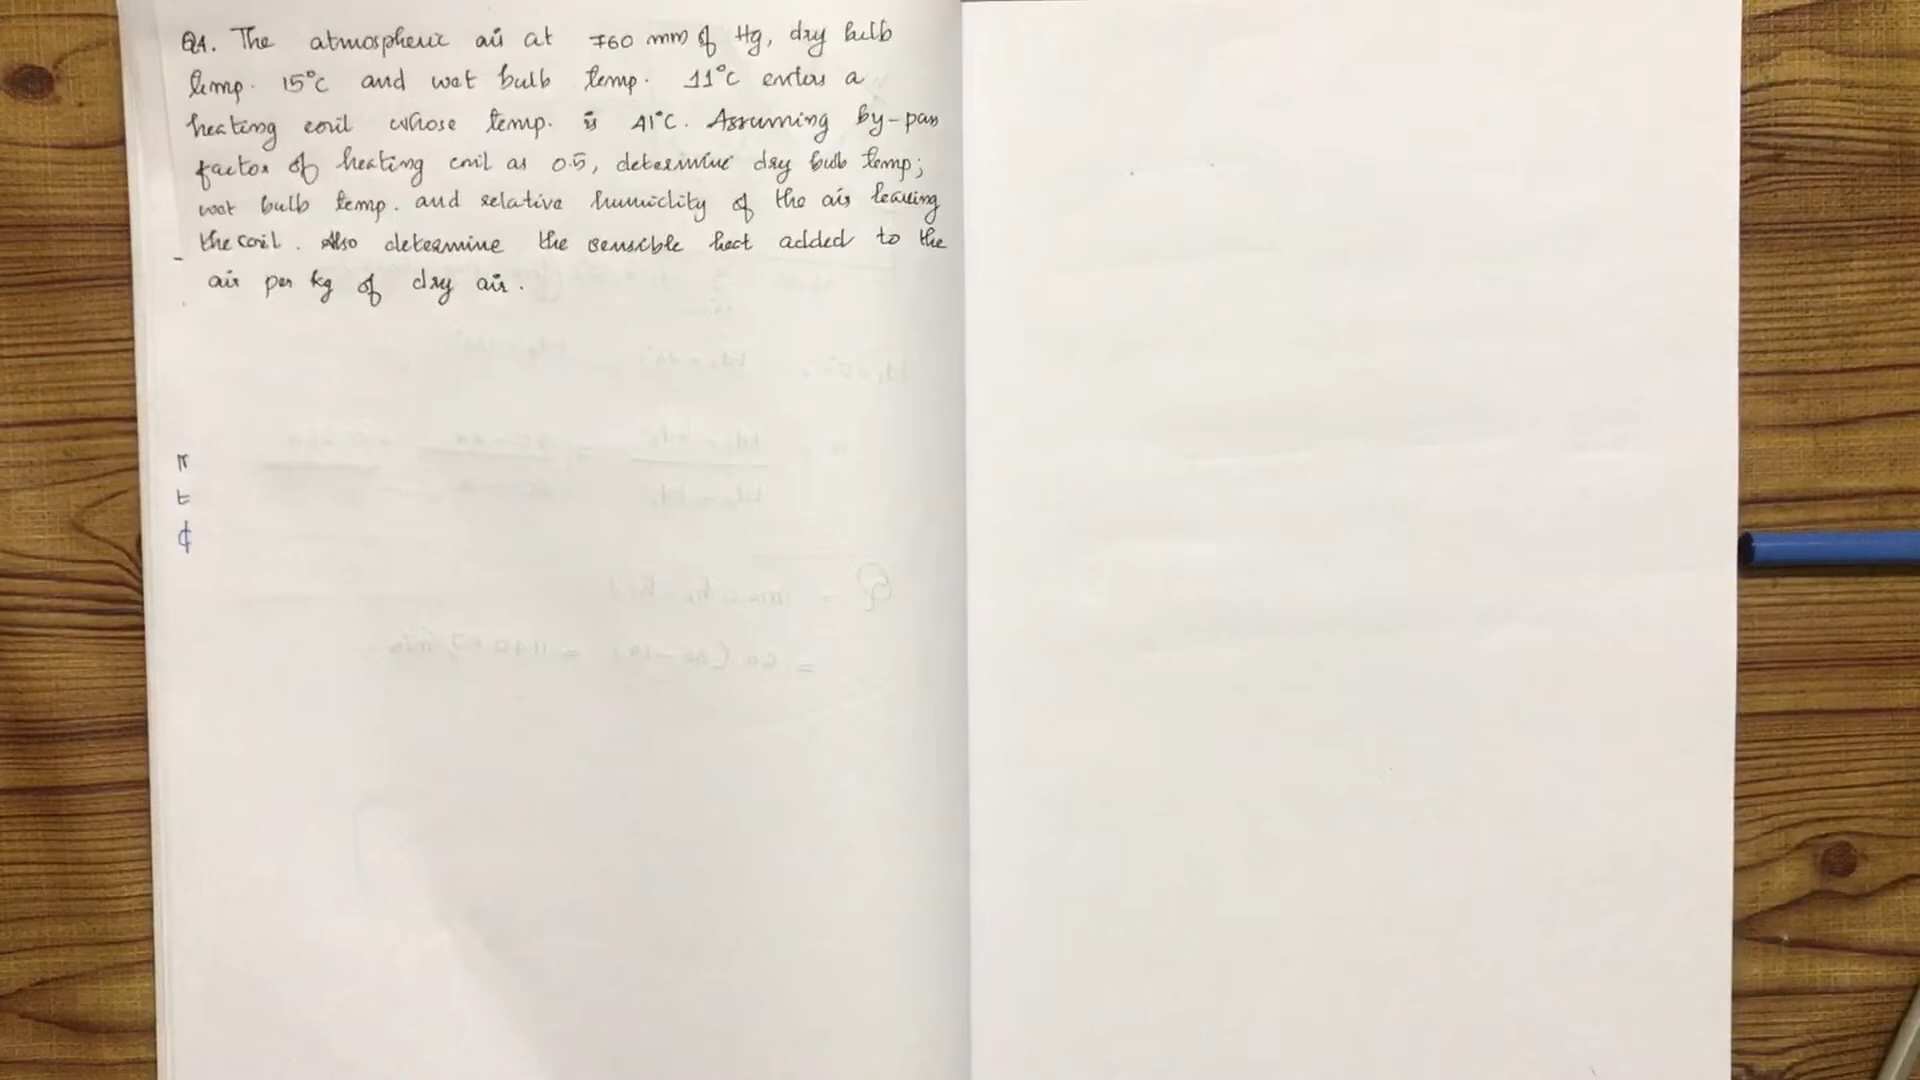 Q1. The atmospheric air at 760 mm of Hg, dry bulb
temp. 15°C and wet bulb temp. 11°C enters a
heating coil whose temp. is 41°C. Assuming by-pass
factor of heating coil as 0.5, determine dry bulb temp;
wet bulb temp. and relative humidity of the air leaving
the coil. Also determine the sensible heat added to the
air per kg of dry air.